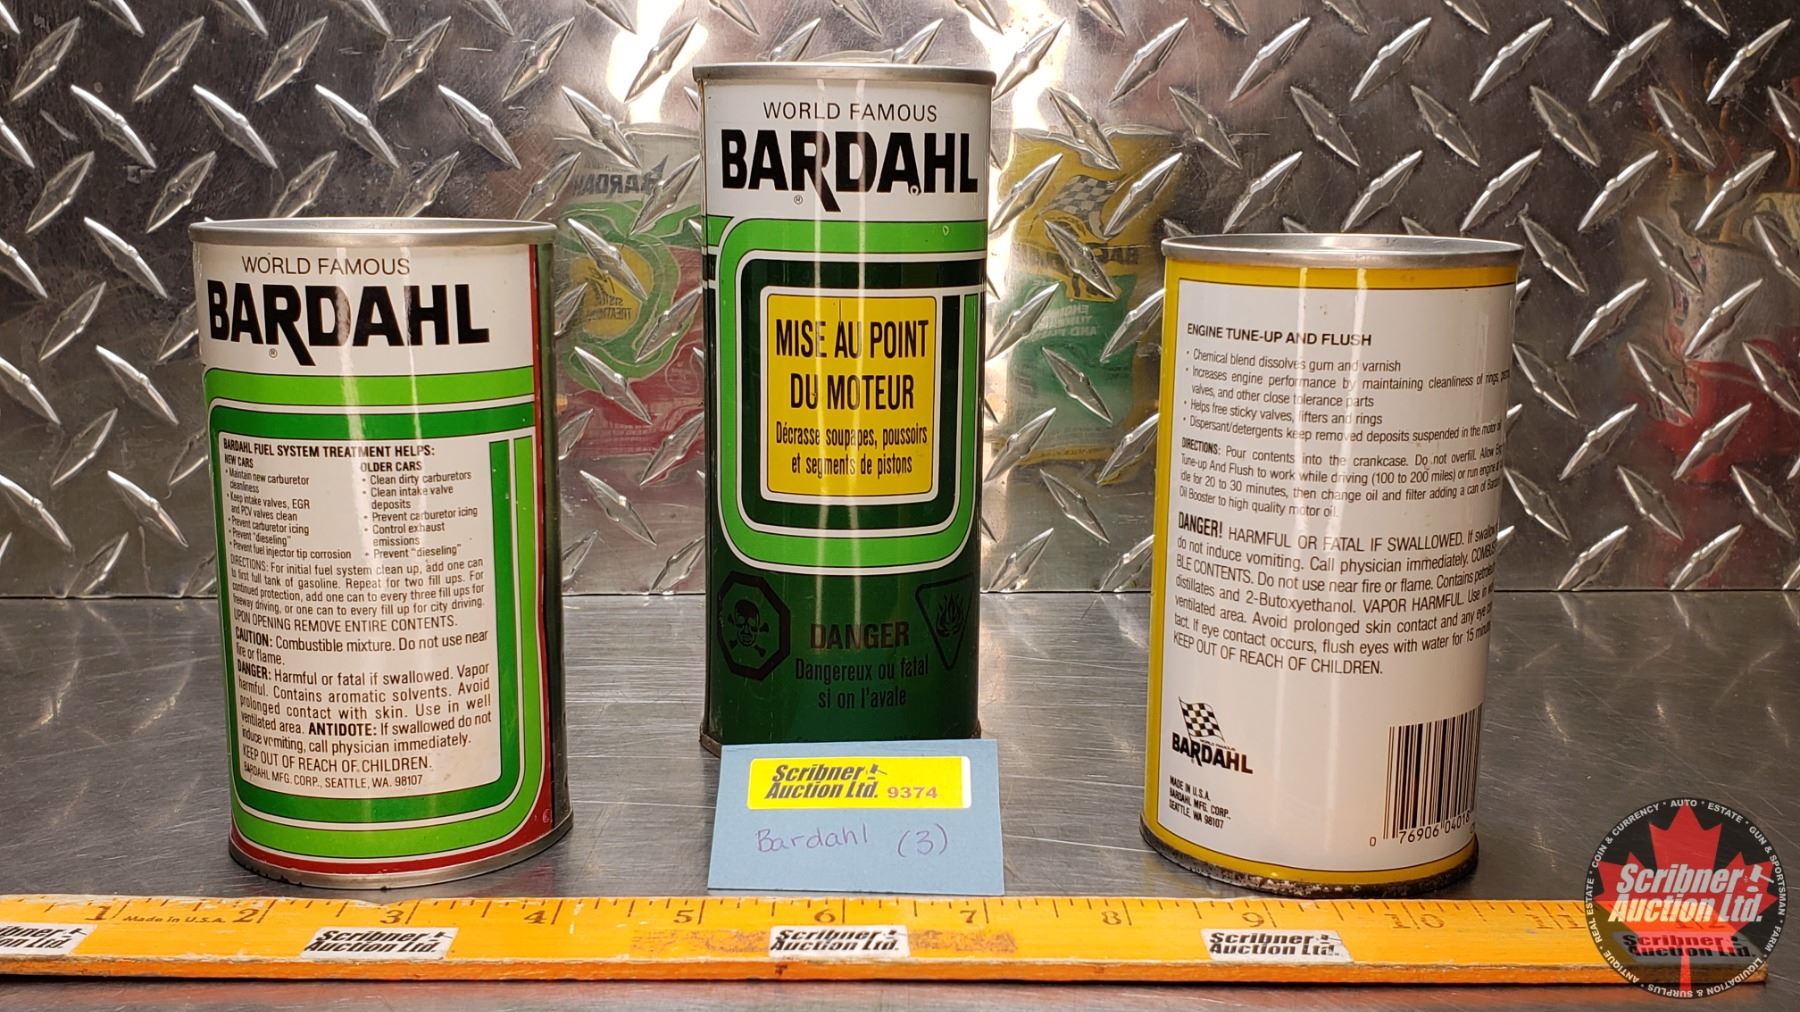 WORLD FAMOUS
BARDAHL
®
BARDAHL FUEL SYSTEM TREATMENT HELPS:
NEW CARS
• Maintain new carburetor
cleanliness
• Keep intake valves, EGR
and PCV valves clean
• Prevent carburetor icing
• Prevent "dieseling"
• Prevent fuel injector tip corrosion
OLDER CARS
• Clean dirty carburetors
• Clean intake valve
deposits
• Prevent carburetor icing
• Control exhaust
emissions
• Prevent "dieseling"
DIRECTIONS: For initial fuel system clean up, add one can
to first full tank of gasoline. Repeat for two fill ups. For
continued protection, add one can to every three fill ups for
freeway driving, or one can to every fill up for city driving.
UPON OPENING REMOVE ENTIRE CONTENTS.
CAUTION: Combustible mixture. Do not use near
fire or flame.
DANGER: Harmful or fatal if swallowed. Vapor
harmful. Contains aromatic solvents. Avoid
prolonged contact with skin. Use in well
ventilated area. ANTIDOTE: If swallowed do not
induce vomiting, call physician immediately.
KEEP OUT OF REACH OF CHILDREN.
BARDAHL MFG. CORP., SEATTLE, WA. 98107
WORLD FAMOUS
BARDAHL
®
MISE AU POINT
DU MOTEUR
Décrasse soupapes, poussoirs
et segments de pistons
DANGER
Dangereux ou fatal
si on l'avale
ENGINE TUNE-UP AND FLUSH
• Chemical blend dissolves gum and varnish
• Increases engine performance by maintaining cleanliness of rings,
valves, and other close tolerance parts
• Helps free sticky valves, lifters and rings
• Dispersant/detergents keep removed deposits suspended in the motor
DIRECTIONS: Pour contents into the crankcase. Do not overfill. Allow
Tune-up And Flush to work while driving (100 to 200 miles) or run engine
idle for 20 to 30 minutes, then change oil and filter adding a can of
Oil Booster to high quality motor oil.
DANGER! HARMFUL OR FATAL IF SWALLOWED. If
do not induce vomiting. Call physician immediately.
BLE CONTENTS. Do not use near fire or flame. Contains
distillates and 2-Butoxyethanol. VAPOR HARMFUL. Use in
ventilated area. Avoid prolonged skin contact and any eye
tact. If eye contact occurs, flush eyes with water for 15
KEEP OUT OF REACH OF CHILDREN.
BARDAHL
MADE IN U.S.A.
BARDAHL MFG. CORP.
SEATTLE, WA 98107
0 76906 04018
Scribner
Auction Ltd. 9374
Bardahl (3)
1 Made in U.S.A. 2 3 4 5 6 7 8 9 10 11
Scribner
Auction Ltd.
Scribner
Auction Ltd.
Scribner
Auction Ltd.
Scribner
Auction Ltd.
COIN & CURRENCY • AUTO • ESTATE • GUN & SPORTSMAN • FARM • LIQUIDATION & SURPLUS • ANTIQUE • REAL ESTATE
Scribner
Auction Ltd.
Scribner
Auction Ltd.